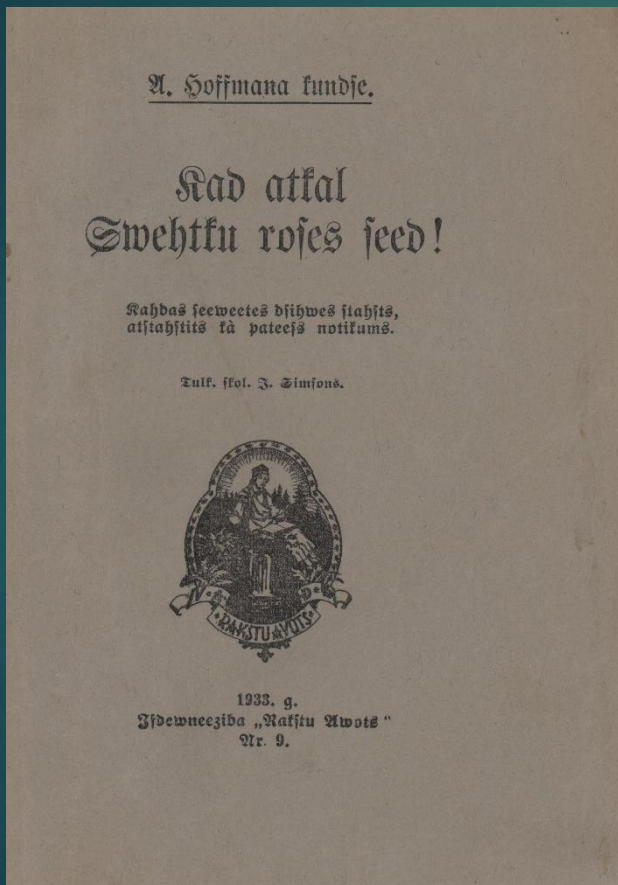 A. Hoffmana kundſe.
Kad atkal
Swehtku roſes ſeed!
Kahdas ſeeweetes dſihwes ſtahſts,
atſtahſtits kà pateeſs notikums.
Tulk. ſkol. J. Simſons.
RAKSTU AVOTS
1933. g.
Iſdewneeziba „Rakſtu Awots“
Nr. 9.